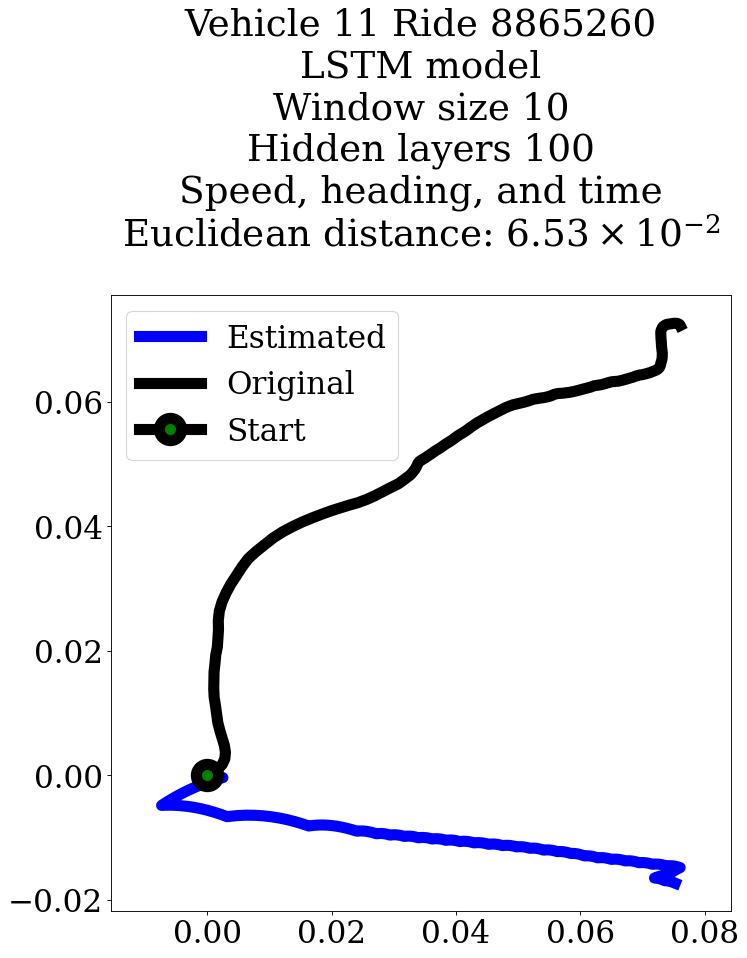 Vehicle 11 Ride 8865260
LSTM model
Window size 10
Hidden layers 100
Speed, heading, and time
Euclidean distance: 6.53 × 10⁻²
Estimated
Original
Start
0.06
0.04
0.02
0.00
−0.02
0.00 0.02 0.04 0.06 0.08